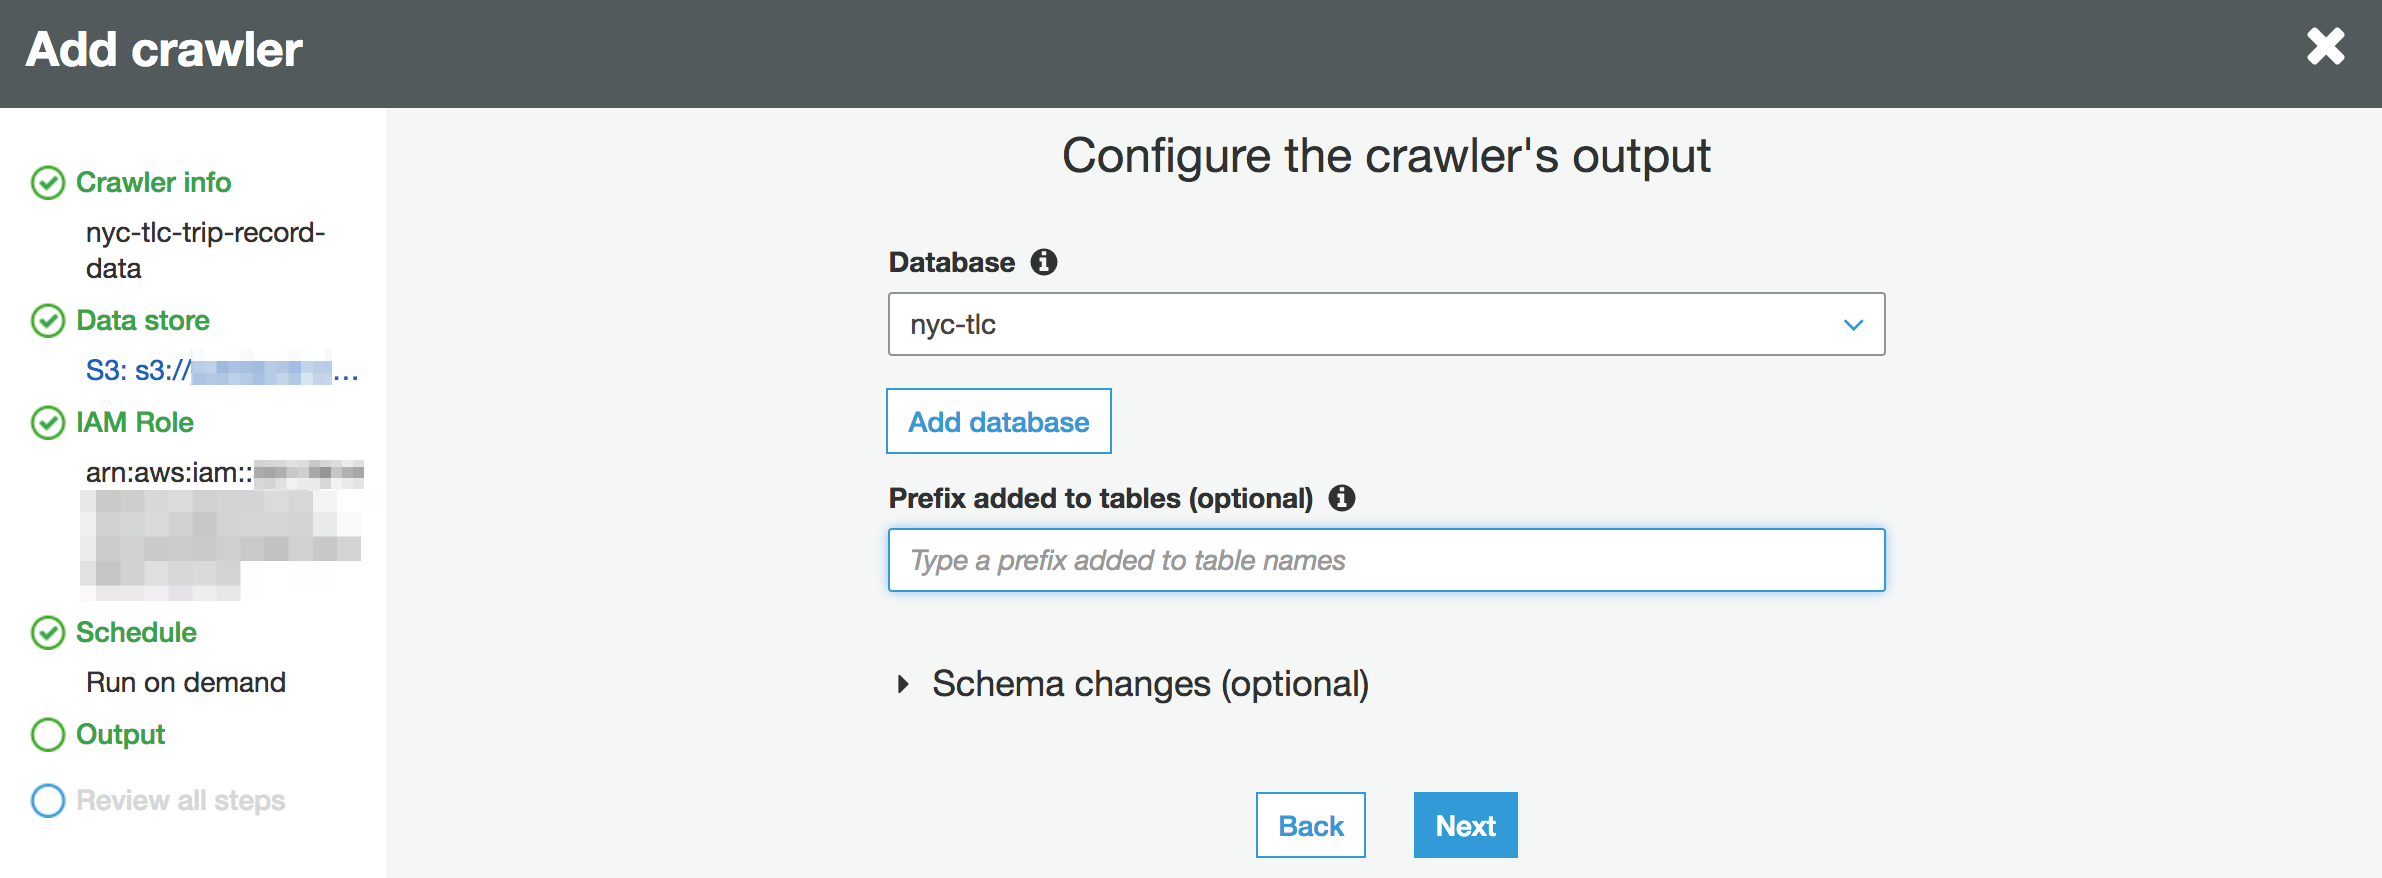 Add crawler
Crawler info
nyc-tlc-trip-record-
data
Data store
S3: s3://...
IAM Role
arn:aws:iam::
Schedule
Run on demand
Output
Review all steps
Configure the crawler's output
Database
nyc-tlc
Add database
Prefix added to tables (optional)
Type a prefix added to table names
Schema changes (optional)
Back
Next